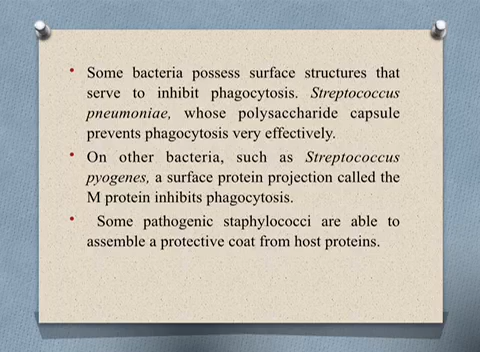 • Some bacteria possess surface structures that
serve to inhibit phagocytosis. Streptococcus
pneumoniae, whose polysaccharide capsule
prevents phagocytosis very effectively.
• On other bacteria, such as Streptococcus
pyogenes, a surface protein projection called the
M protein inhibits phagocytosis.
• Some pathogenic staphylococci are able to
assemble a protective coat from host proteins.